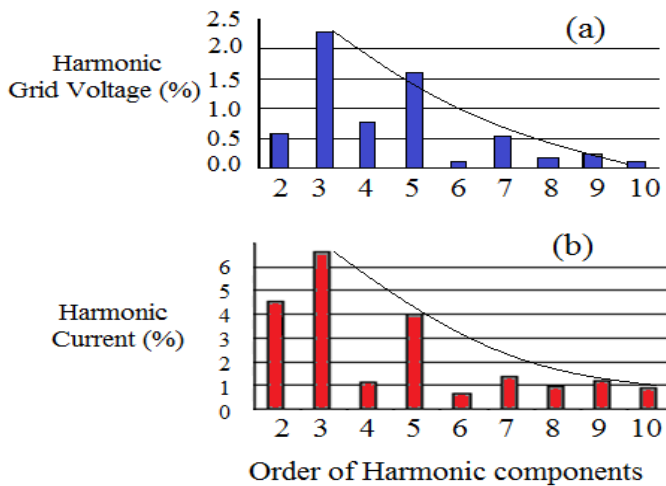 (a)
Harmonic
Grid Voltage (%)
2.5
2.0
1.5
1.0
0.5
0.0
2 3 4 5 6 7 8 9 10
(b)
Harmonic
Current (%)
6
5
4
3
2
1
0
2 3 4 5 6 7 8 9 10
Order of Harmonic components